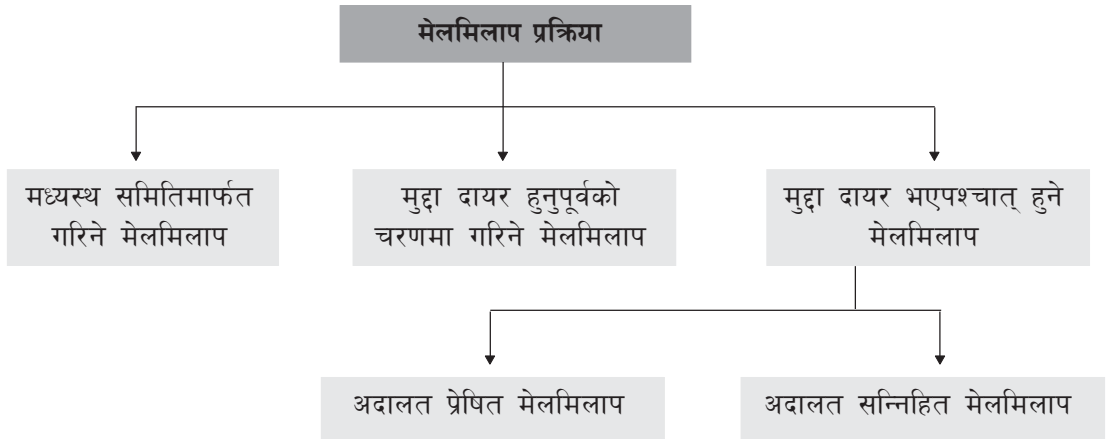 मेलमिलाप प्रक्रिया
मध्यस्थ समितिमार्फत
गरिने मेलमिलाप
मुद्दा दायर हुनुपूर्वको
चरणमा गरिने मेलमिलाप
मुद्दा दायर भएपश्चात् हुने
मेलमिलाप
अदालत प्रेषित मेलमिलाप
अदालत सन्निहित मेलमिलाप